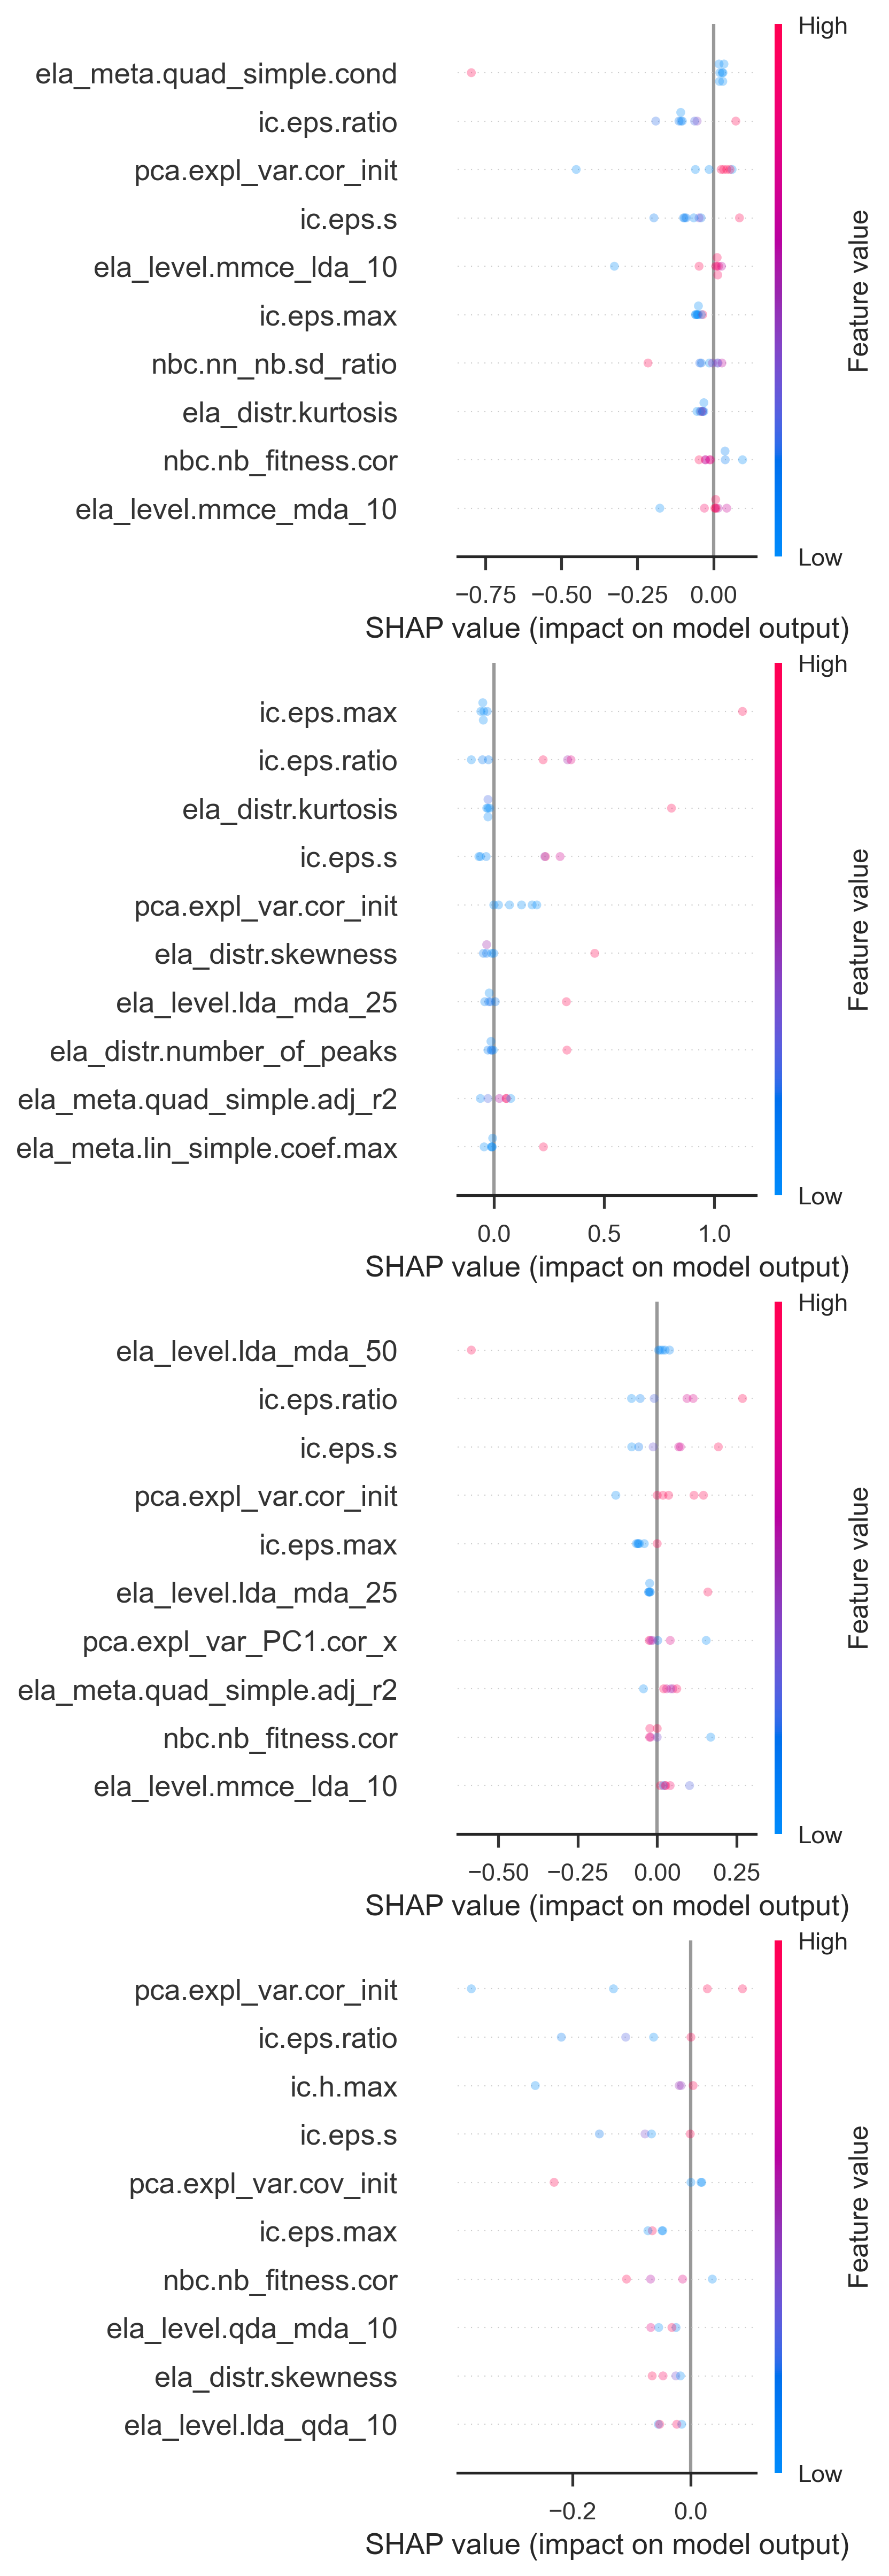 High
ela_meta.quad_simple.cond
ic.eps.ratio
pca.expl_var.cor_init
ic.eps.s
ela_level.mmce_lda_10
ic.eps.max
nbc.nn_nb.sd_ratio
ela_distr.kurtosis
nbc.nb_fitness.cor
ela_level.mmce_mda_10
Feature value
Low
−0.75 −0.50 −0.25 0.00
SHAP value (impact on model output)
High
ic.eps.max
ic.eps.ratio
ela_distr.kurtosis
ic.eps.s
pca.expl_var.cor_init
ela_distr.skewness
ela_level.lda_mda_25
ela_distr.number_of_peaks
ela_meta.quad_simple.adj_r2
ela_meta.lin_simple.coef.max
Feature value
Low
0.0 0.5 1.0
SHAP value (impact on model output)
High
ela_level.lda_mda_50
ic.eps.ratio
ic.eps.s
pca.expl_var.cor_init
ic.eps.max
ela_level.lda_mda_25
pca.expl_var_PC1.cor_x
ela_meta.quad_simple.adj_r2
nbc.nb_fitness.cor
ela_level.mmce_lda_10
Feature value
Low
−0.50 −0.25 0.00 0.25
SHAP value (impact on model output)
High
pca.expl_var.cor_init
ic.eps.ratio
ic.h.max
ic.eps.s
pca.expl_var.cov_init
ic.eps.max
nbc.nb_fitness.cor
ela_level.qda_mda_10
ela_distr.skewness
ela_level.lda_qda_10
Feature value
Low
−0.2 0.0
SHAP value (impact on model output)